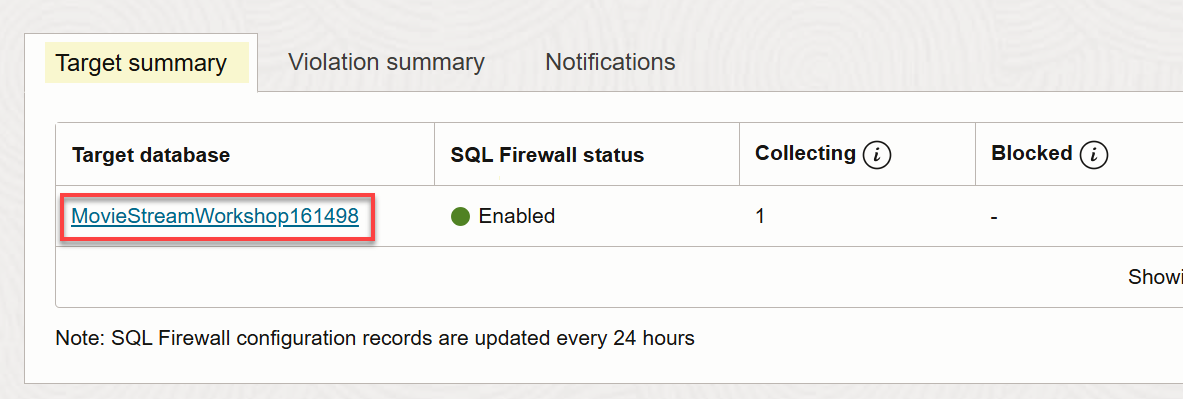 Target summary Violation summary Notifications
Target database SQL Firewall status Collecting i Blocked i
MovieStreamWorkshop161498 Enabled 1 -
Showi
Note: SQL Firewall configuration records are updated every 24 hours